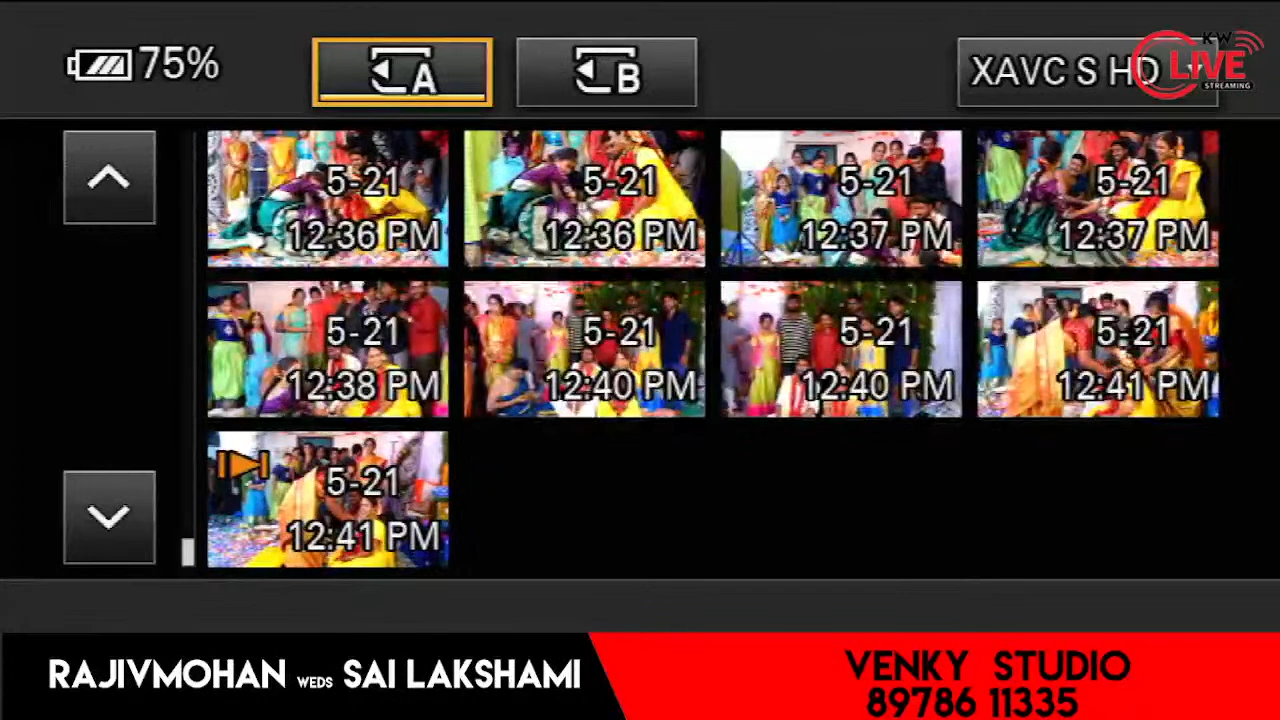 75%
A
B
XAVC S HD
KW
LIVE
STREAMING
5-21
12:36 PM
5-21
12:36 PM
5-21
12:37 PM
5-21
12:37 PM
5-21
12:38 PM
5-21
12:40 PM
5-21
12:40 PM
5-21
12:41 PM
5-21
12:41 PM
RAJIVMOHAN WEDS SAI LAKSHAMI
VENKY STUDIO
89786 11335